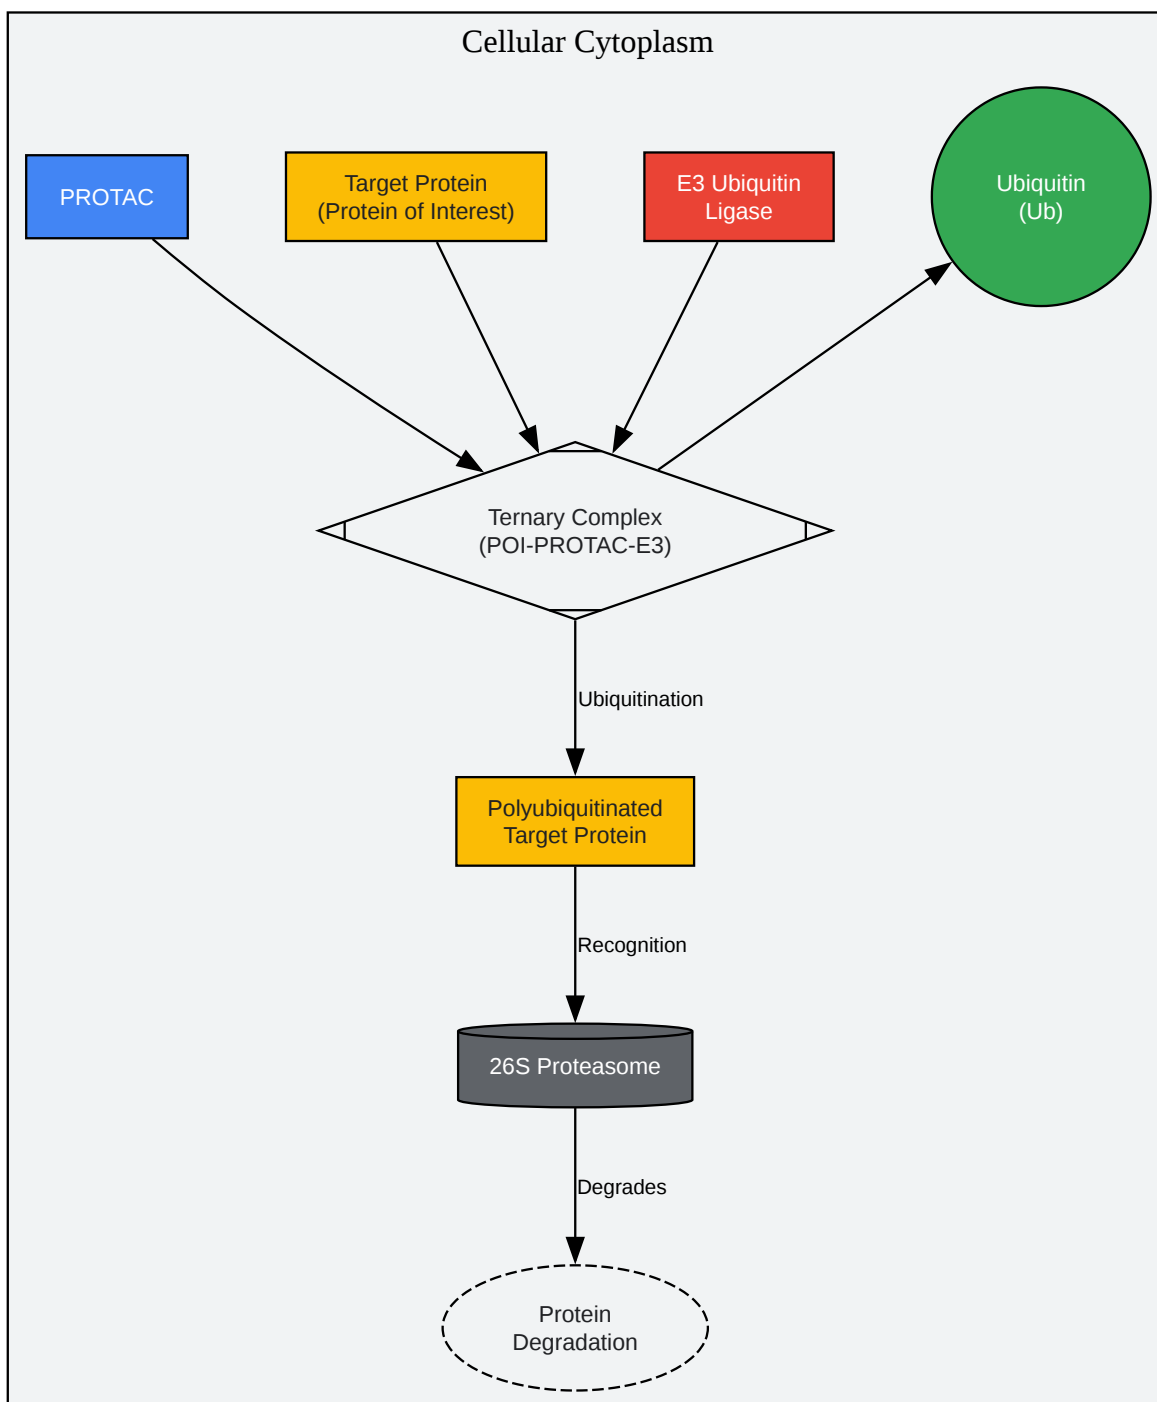 Cellular Cytoplasm
PROTAC
Target Protein
(Protein of Interest)
E3 Ubiquitin
Ligase
Ubiquitin
(Ub)
Ternary Complex
(POI-PROTAC-E3)
Ubiquitination
Polyubiquitinated
Target Protein
Recognition
26S Proteasome
Degrades
Protein
Degradation